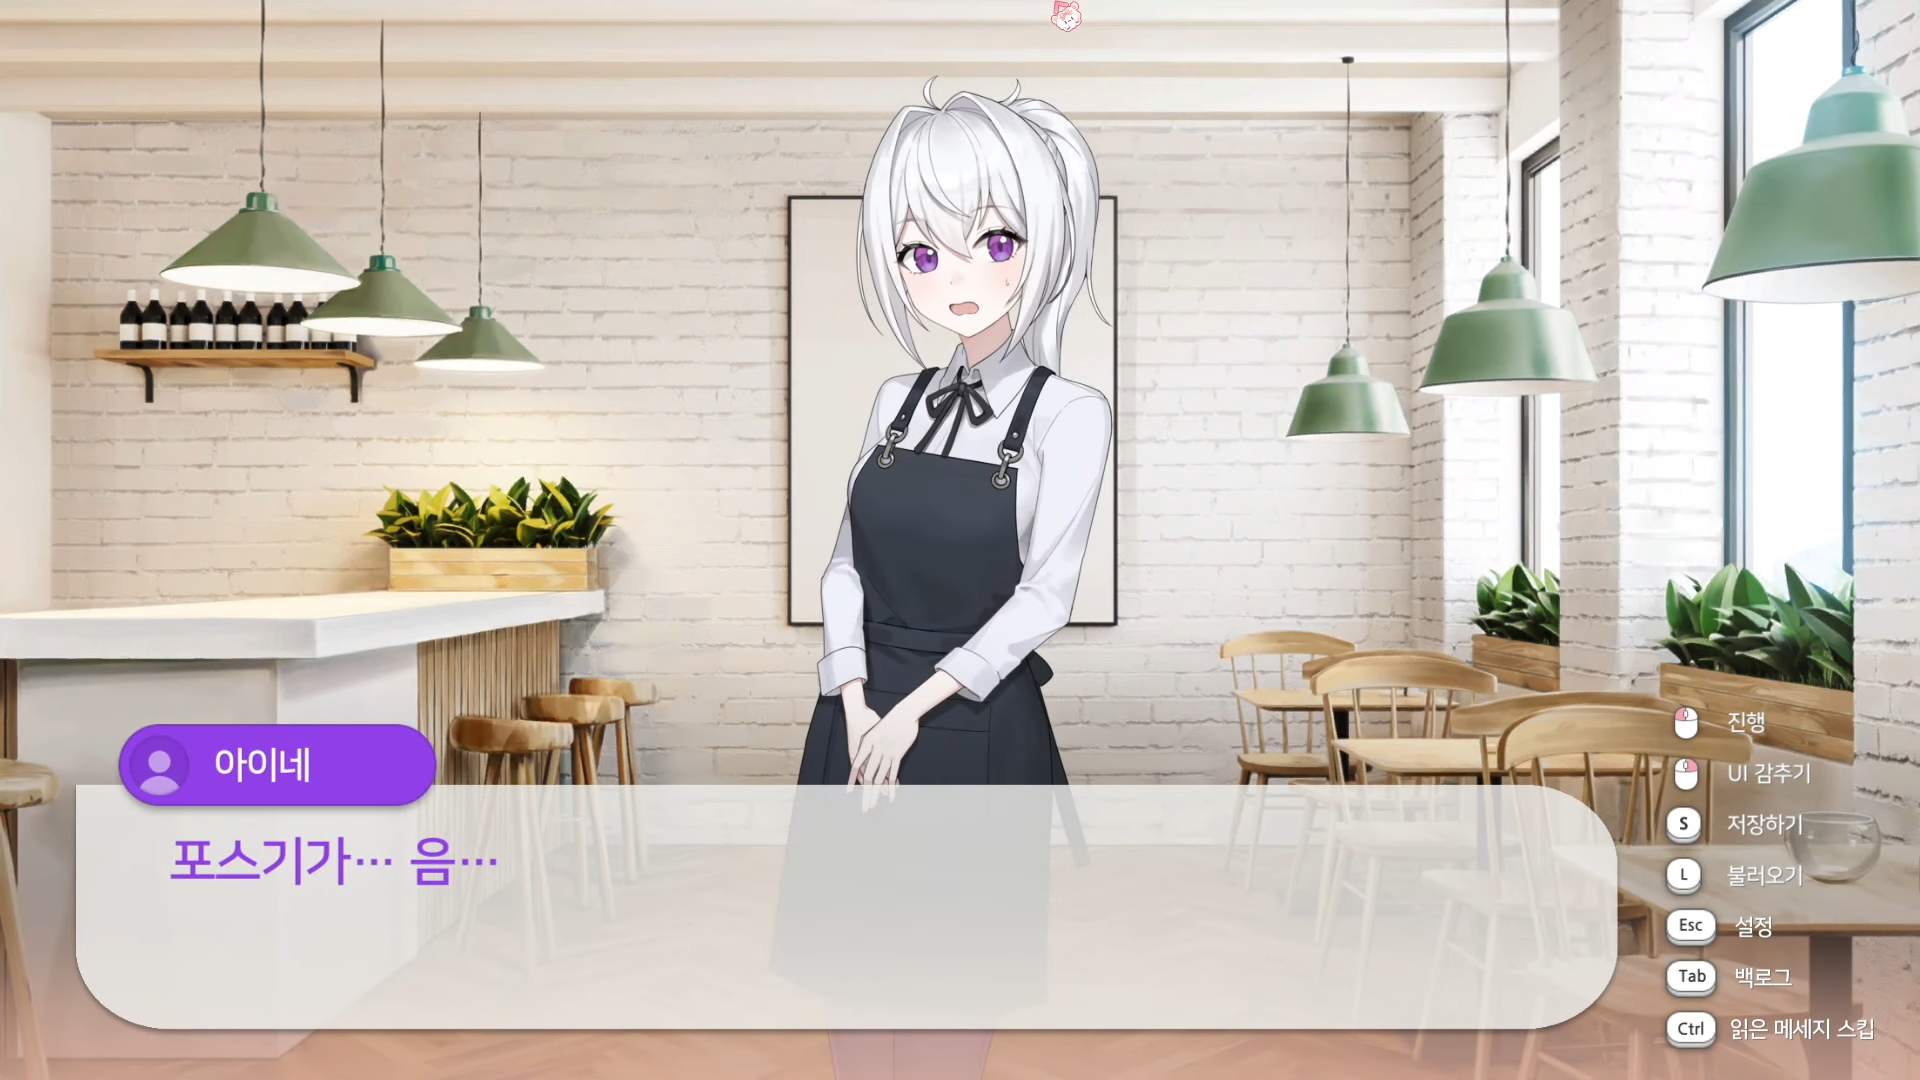 아이네
포스기가… 음…
진행
UI 감추기
S 저장하기
L 불러오기
Esc 설정
Tab 백로그
Ctrl 읽은 메세지 스킵